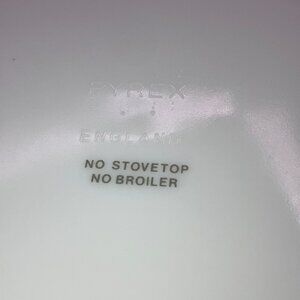 PYREX
ENGLAND
NO STOVETOP
NO BROILER